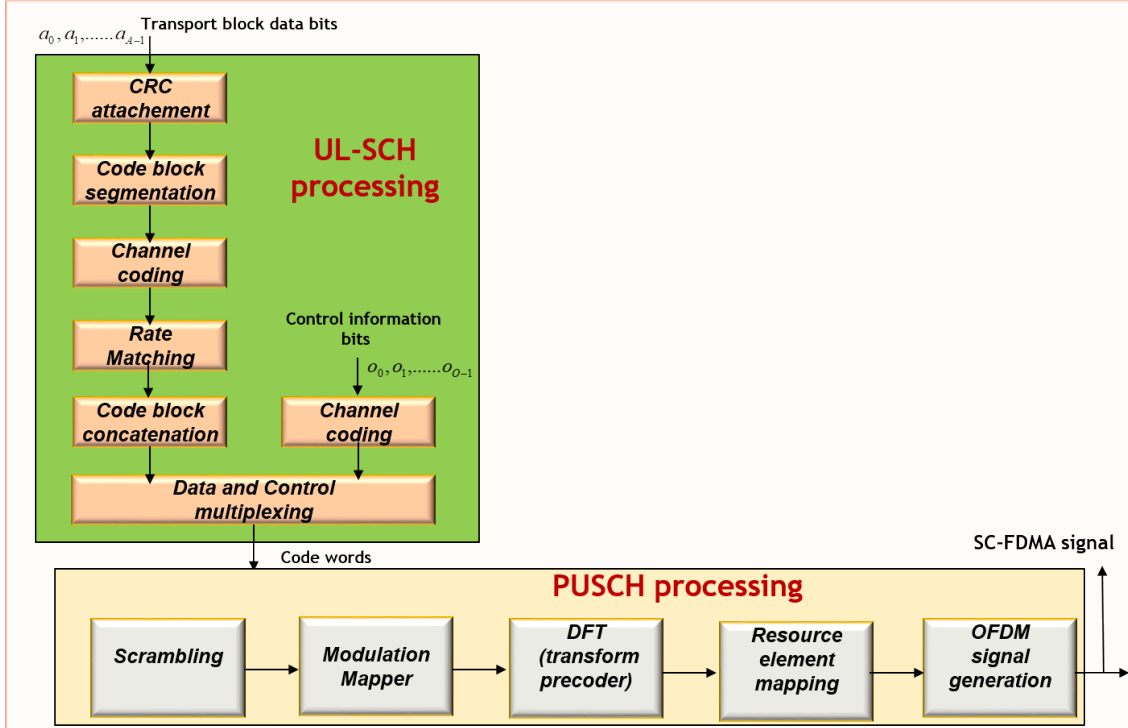 Transport block data bits
a₀, a₁,......a_{A−1}
CRC
attachement
Code block
segmentation
UL-SCH
processing
Channel
coding
Rate
Matching
Control information
bits
o₀, o₁,......o_{O−1}
Code block
concatenation
Channel
coding
Data and Control
multiplexing
Code words
SC-FDMA signal
PUSCH processing
Scrambling
Modulation
Mapper
DFT
(transform
precoder)
Resource
element
mapping
OFDM
signal
generation